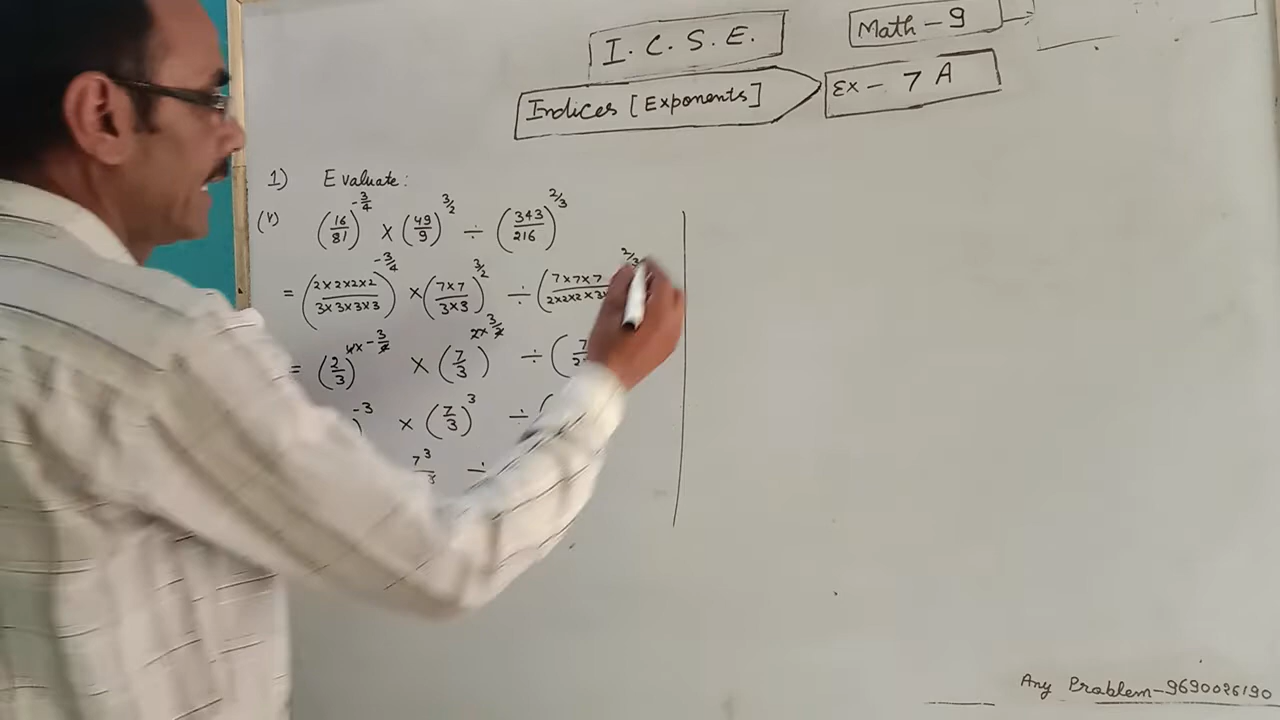 I. C. S. E.
Math - 9
Indices [Exponents]
Ex - 7 A
1) Evaluate:
(v) (16/81)^(-3/4) × (49/9)^(3/2) ÷ (343/216)^(2/3)
= (2×2×2×2/3×3×3×3)^(-3/4) × (7×7/3×3)^(3/2) ÷ (7×7×7/2×2×2×3×)^(2/3)
= (2/3)^(4×-3/4) × (7/3)^(2×3/2) ÷ (7/2
)^(-3) × (7/3)^3 ÷ (
7^3/3 ÷
Any Problem-9690026190